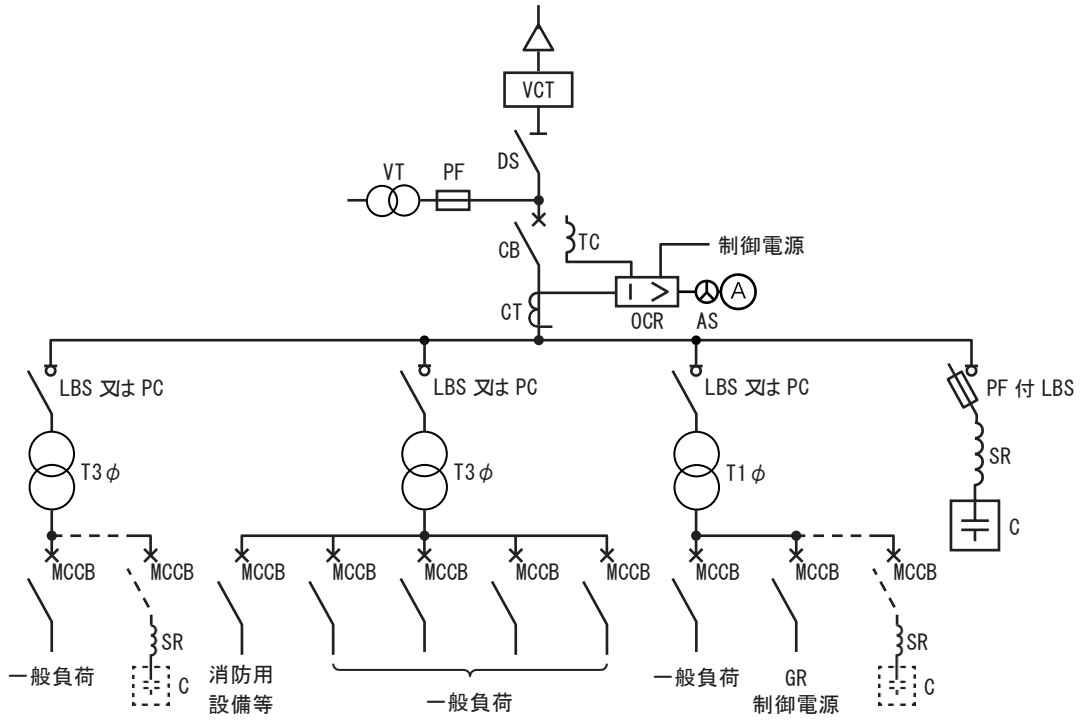 VCT
DS
VT
PF
CB
TC
制御電源
CT
I >
OCR
AS
A
LBS 又は PC
LBS 又は PC
LBS 又は PC
PF 付 LBS
T3φ
T3φ
T1φ
SR
C
MCCB
MCCB
MCCB
MCCB
MCCB
MCCB
MCCB
MCCB
MCCB
MCCB
SR
SR
C
C
一般負荷
消防用
設備等
一般負荷
一般負荷
GR
制御電源